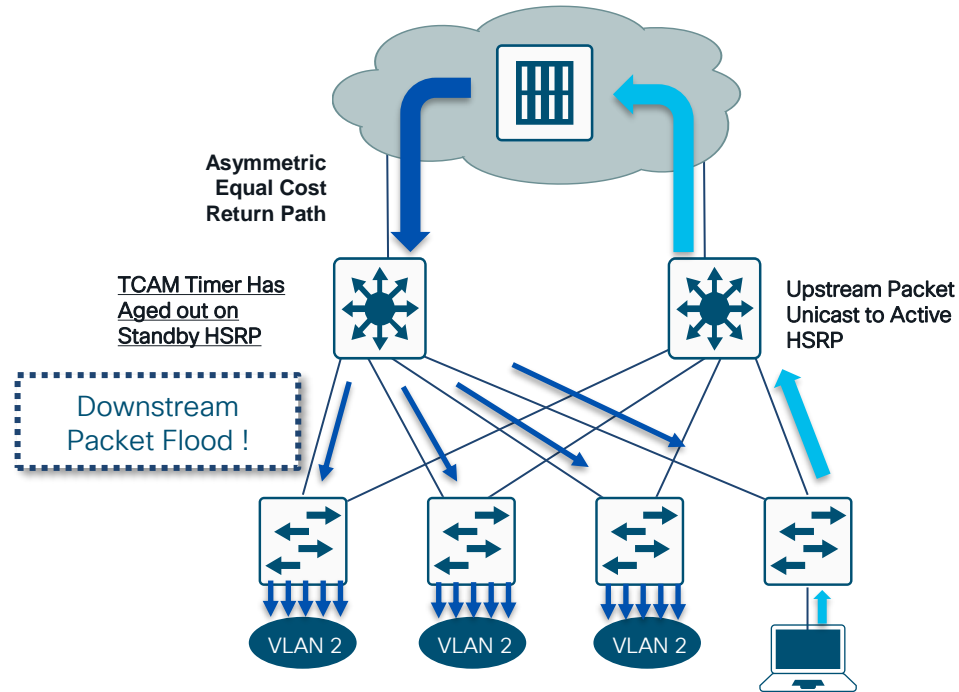 Asymmetric
Equal Cost
Return Path
TCAM Timer Has
Aged out on
Standby HSRP
Upstream Packet
Unicast to Active
HSRP
Downstream
Packet Flood !
VLAN 2
VLAN 2
VLAN 2